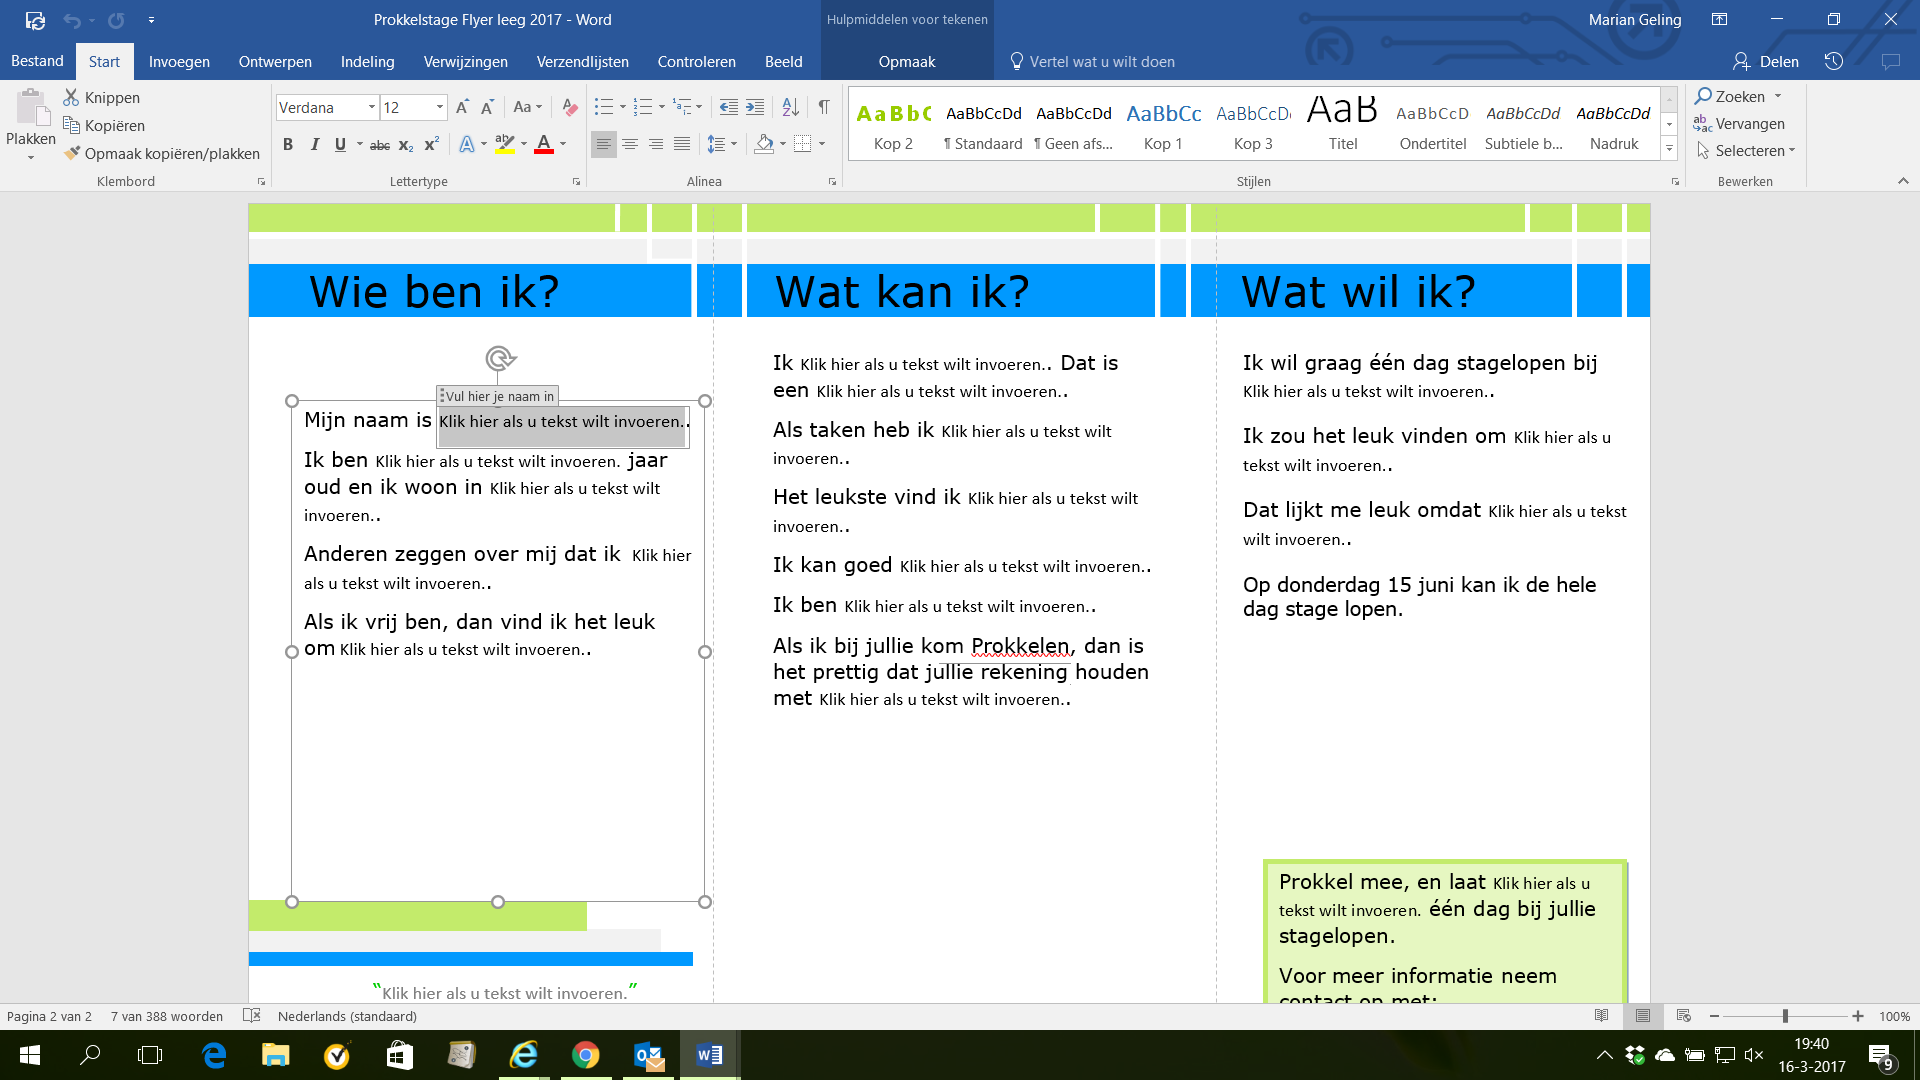 Prokkelstage Flyer leeg 2017 - Word
Hulpmiddelen voor tekenen
Marian Geling
Bestand Start Invoegen Ontwerpen Indeling Verwijzingen Verzendlijsten Controleren Beeld Opmaak Vertel wat u wilt doen Delen
Plakken
Knippen
Kopiëren
Opmaak kopiëren/plakken
Klembord
Verdana 12
Lettertype
Alinea
AaBbC AaBbCcDd AaBbCcDd AaBbCc AaBbCcDc AaB AaBbCcD AaBbCcDd AaBbCcDd
Kop 2 ¶ Standaard ¶ Geen afs... Kop 1 Kop 3 Titel Ondertitel Subtiele b... Nadruk
Stijlen
Zoeken
Vervangen
Selecteren
Bewerken
Wie ben ik?
Vul hier je naam in
Mijn naam is Klik hier als u tekst wilt invoeren..
Ik ben Klik hier als u tekst wilt invoeren. jaar
oud en ik woon in Klik hier als u tekst wilt
invoeren..
Anderen zeggen over mij dat ik Klik hier
als u tekst wilt invoeren..
Als ik vrij ben, dan vind ik het leuk
om Klik hier als u tekst wilt invoeren..
“Klik hier als u tekst wilt invoeren.”
Wat kan ik?
Ik Klik hier als u tekst wilt invoeren.. Dat is
een Klik hier als u tekst wilt invoeren..
Als taken heb ik Klik hier als u tekst wilt
invoeren..
Het leukste vind ik Klik hier als u tekst wilt
invoeren..
Ik kan goed Klik hier als u tekst wilt invoeren..
Ik ben Klik hier als u tekst wilt invoeren..
Als ik bij jullie kom Prokkelen, dan is
het prettig dat jullie rekening houden
met Klik hier als u tekst wilt invoeren..
Wat wil ik?
Ik wil graag één dag stagelopen bij
Klik hier als u tekst wilt invoeren..
Ik zou het leuk vinden om Klik hier als u
tekst wilt invoeren..
Dat lijkt me leuk omdat Klik hier als u tekst
wilt invoeren..
Op donderdag 15 juni kan ik de hele
dag stage lopen.
Prokkel mee, en laat Klik hier als u
tekst wilt invoeren. één dag bij jullie
stagelopen.
Voor meer informatie neem
contact op met:
Pagina 2 van 2 7 van 388 woorden Nederlands (standaard) 100%
19:40
16-3-2017
9